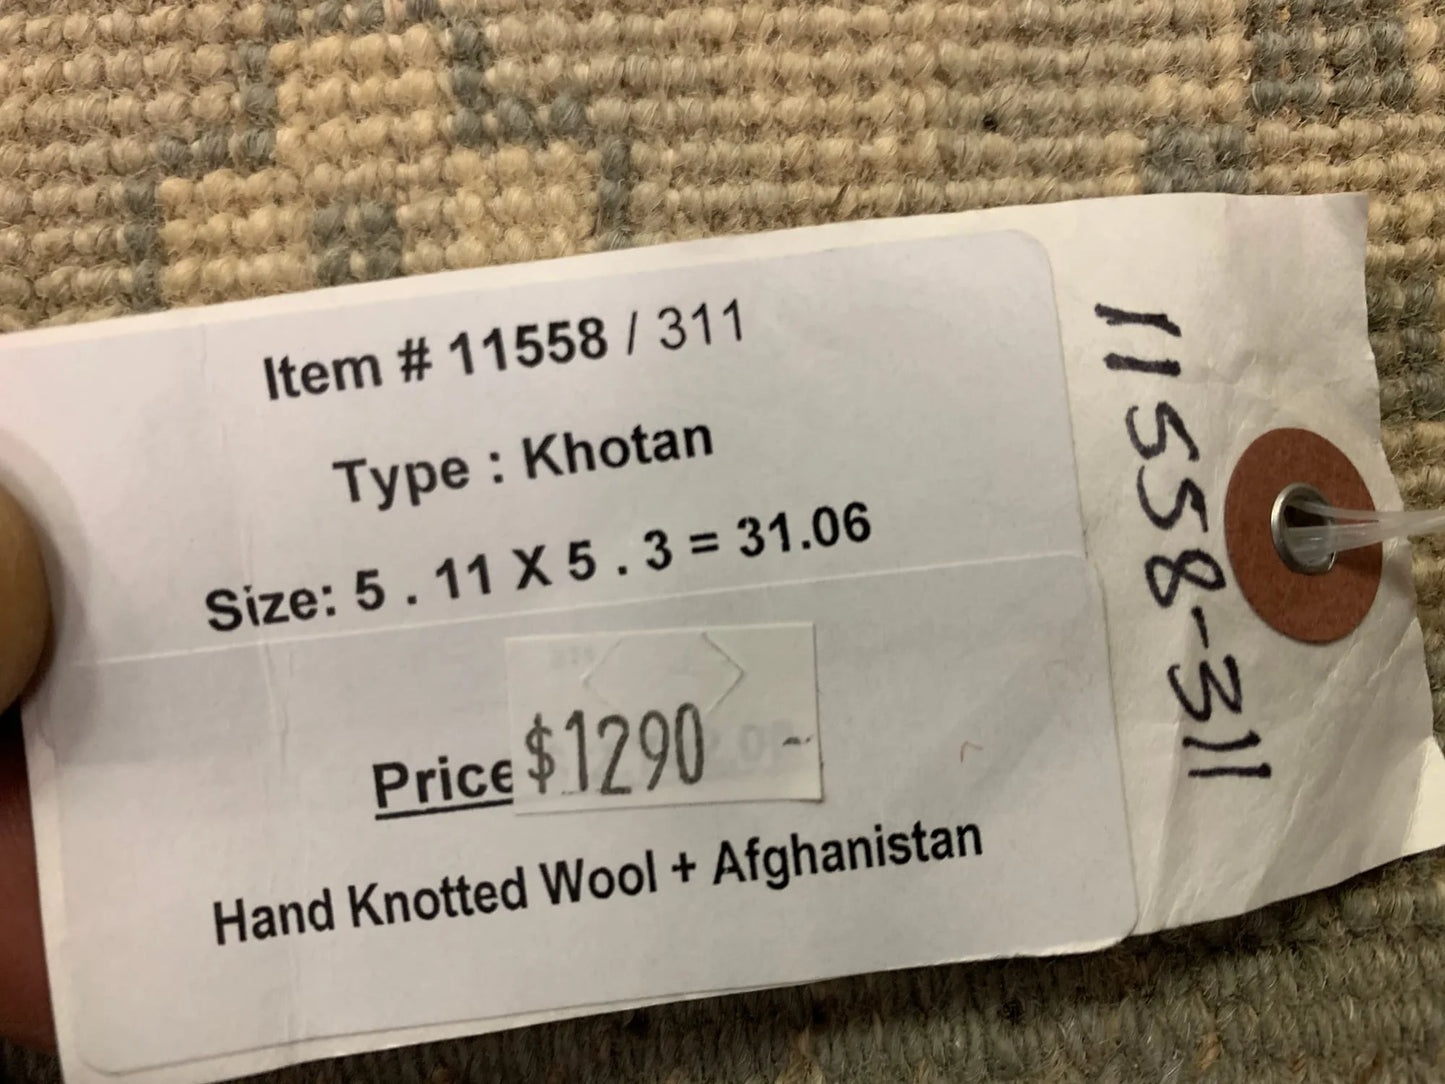 Item # 11558 / 311
Type : Khotan
Size: 5 . 11 X 5 . 3 = 31.06
Price $1290 -
Hand Knotted Wool + Afghanistan
11558-311